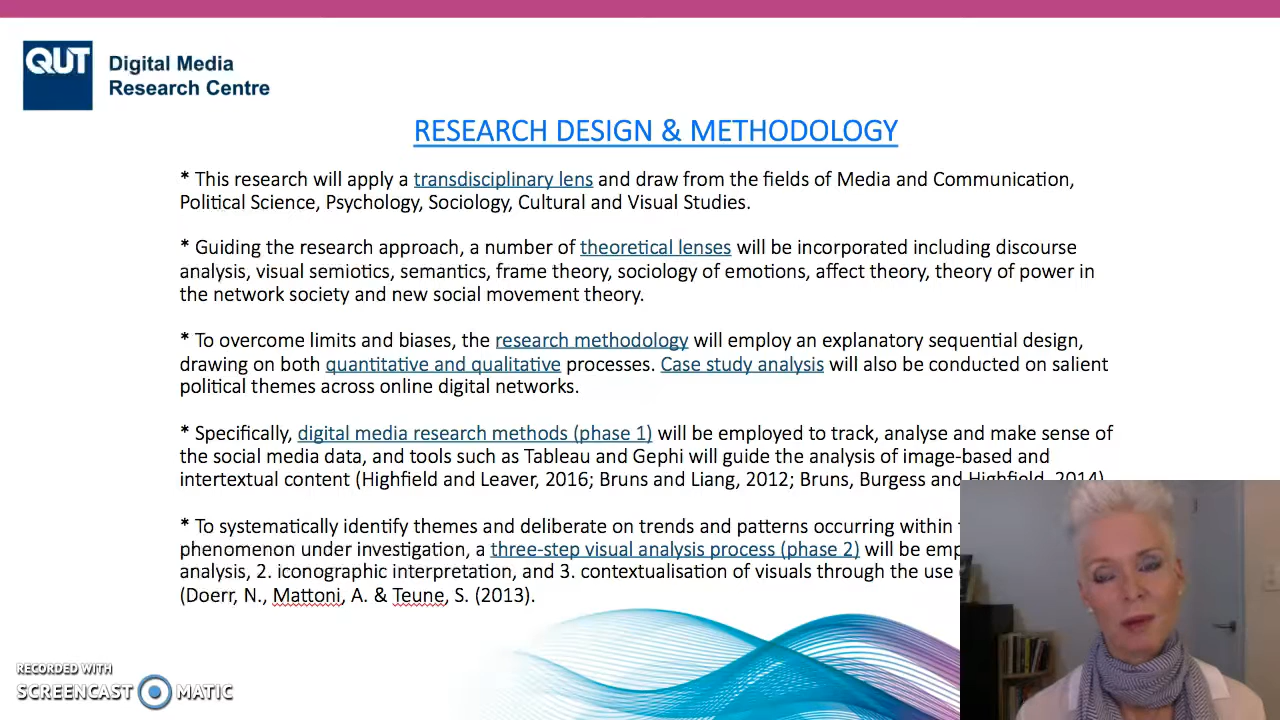 QUT
Digital Media
Research Centre
RESEARCH DESIGN & METHODOLOGY
* This research will apply a transdisciplinary lens and draw from the fields of Media and Communication,
Political Science, Psychology, Sociology, Cultural and Visual Studies.
* Guiding the research approach, a number of theoretical lenses will be incorporated including discourse
analysis, visual semiotics, semantics, frame theory, sociology of emotions, affect theory, theory of power in
the network society and new social movement theory.
* To overcome limits and biases, the research methodology will employ an explanatory sequential design,
drawing on both quantitative and qualitative processes. Case study analysis will also be conducted on salient
political themes across online digital networks.
* Specifically, digital media research methods (phase 1) will be employed to track, analyse and make sense of
the social media data, and tools such as Tableau and Gephi will guide the analysis of image-based and
intertextual content (Highfield and Leaver, 2016; Bruns and Liang, 2012; Bruns, Burgess and Highfield, 2014)
* To systematically identify themes and deliberate on trends and patterns occurring within
phenomenon under investigation, a three-step visual analysis process (phase 2) will be
analysis, 2. iconographic interpretation, and 3. contextualisation of visuals through the use
(Doerr, N., Mattoni, A. & Teune, S. (2013).
RECORDED WITH
SCREENCAST MATIC